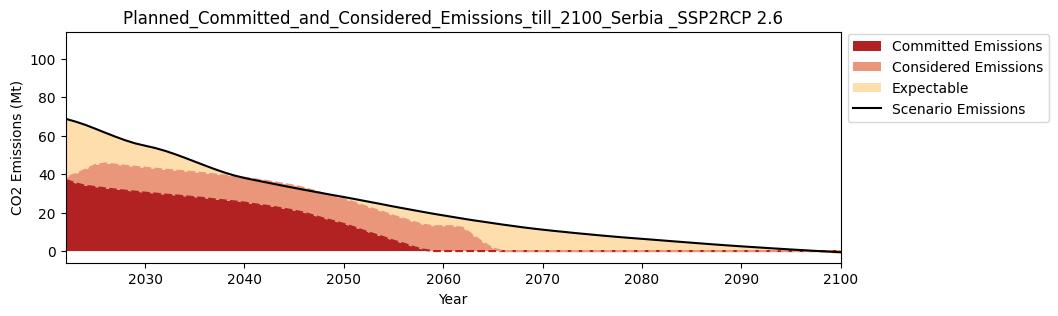 Planned_Committed_and_Considered_Emissions_till_2100_Serbia _SSP2RCP 2.6
Committed Emissions
Considered Emissions
Expectable
Scenario Emissions
CO2 Emissions (Mt)
100
80
60
40
20
0
2030 2040 2050 2060 2070 2080 2090 2100
Year